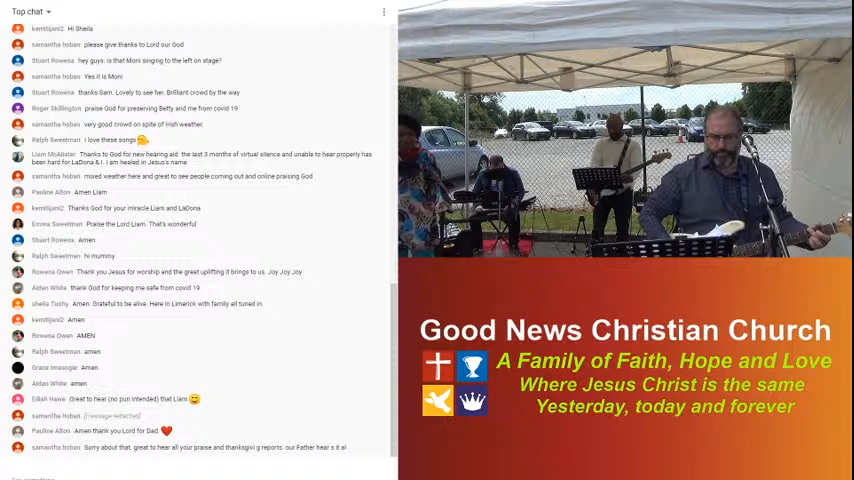 Top chat
kemtijani2 Hi Sheila
samantha hoban please give thanks to Lord our God
Stuart Rowena hey guys. is that Moni singing to the left on stage?
samantha hoban Yes it is Moni
Stuart Rowena thanks Sam. Lovely to see her. Brilliant crowd by the way
Roger Skillington praise God for preserving Betty and me from covid 19
samantha hoban very good crowd on spite of Irish weather.
Ralph Sweetman i love these songs
Liam McAlister Thanks to God for new hearing aid. the last 3 months of virtual silence and unable to hear properly has
been hard for LaDona & I. I am healed in Jesus's name
samantha hoban mixed weather here and great to see people coming out and online praising God
Pauline Alton Amen Liam
kemtijani2 Thanks God for your miracle Liam and LaDona
Emma Sweetman Praise the Lord Liam. That's wonderful
Stuart Rowena Amen
Ralph Sweetman hi mummy
Rowena Owen Thank you Jesus for worship and the great uplifting it brings to us. Joy Joy Joy
Aidan White thank God for keeping me safe from covid 19
sheila Tuohy Amen. Grateful to be alive. Here in Limerick with family all tuned in.
kemtijani2 Amen
Rowena Owen AMEN
Ralph Sweetman amen
Grace Imasogie Amen.
Aidan White amen
Eilish Hawe Great to hear (no pun intended) that Liam
samantha hoban [message retracted]
Pauline Alton Amen thank you Lord for Dad.
samantha hoban Sorry about that. great to hear all your praise and thanksgivi g reports. our Father hear s it al
Good News Christian Church
A Family of Faith, Hope and Love
Where Jesus Christ is the same
Yesterday, today and forever